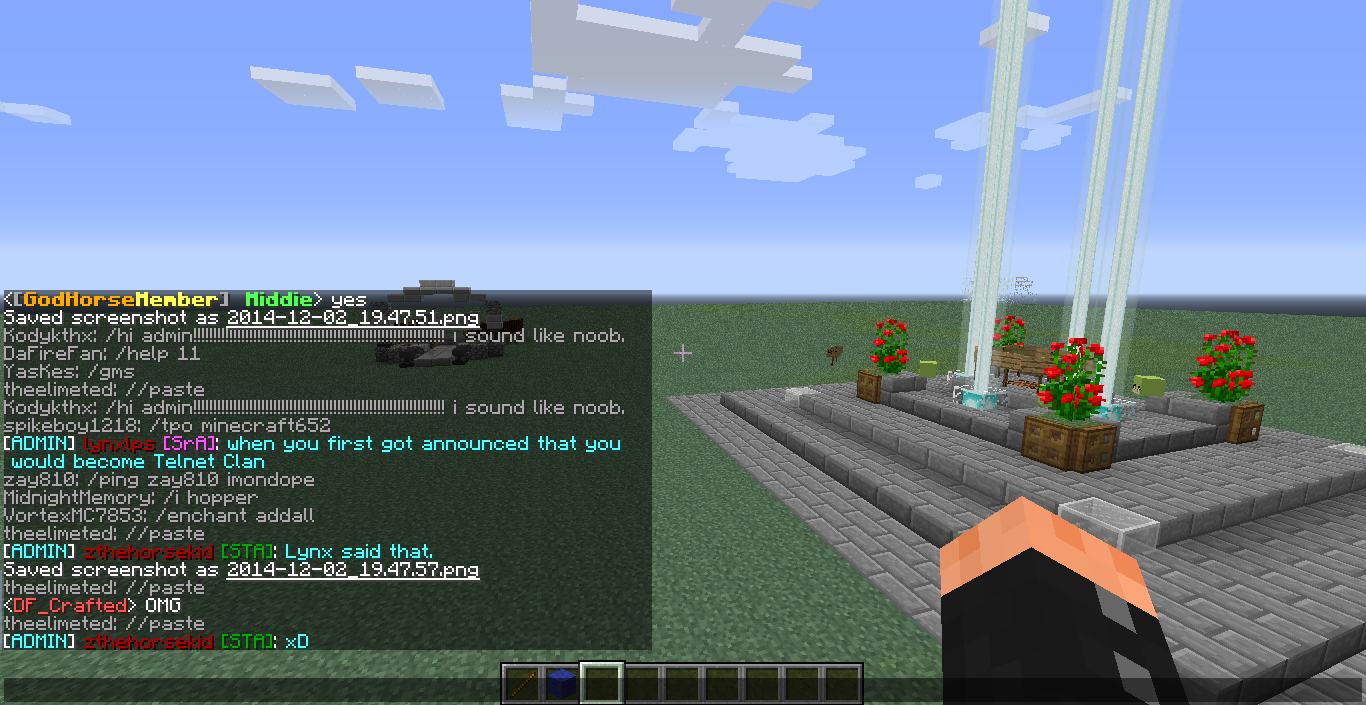 <[GodHorseMember] Middie> yes
Saved screenshot as 2014-12-02_19.47.51.png
Kodykthx: /hi admin!!!!!!!!!!!!!!!!!!!!!!!!!!!!!!!!!!!!!!!!!!!!!!!!!!!!!!!!!!!!!!! i sound like noob.
DaFireFan: /help 11
YasKes: /gms
theelimeted: //paste
Kodykthx: /hi admin!!!!!!!!!!!!!!!!!!!!!!!!!!!!!!!!!!!!!!!!!!!!!!!!!!!!!!!!!!!!!!! i sound like noob.
spikeboy1218: /tpo minecraft652
[ADMIN] lynxlps [SrA]: when you first got announced that you
would become Telnet Clan
zay810: /ping zay810 imondope
MidnightMemory: /i hopper
VortexMC7853: /enchant addall
theelimeted: //paste
[ADMIN] zthehorsekid [STA]: Lynx said that.
Saved screenshot as 2014-12-02_19.47.57.png
theelimeted: //paste
<DF_Crafted> OMG
theelimeted: //paste
[ADMIN] zthehorsekid [STA]: xD